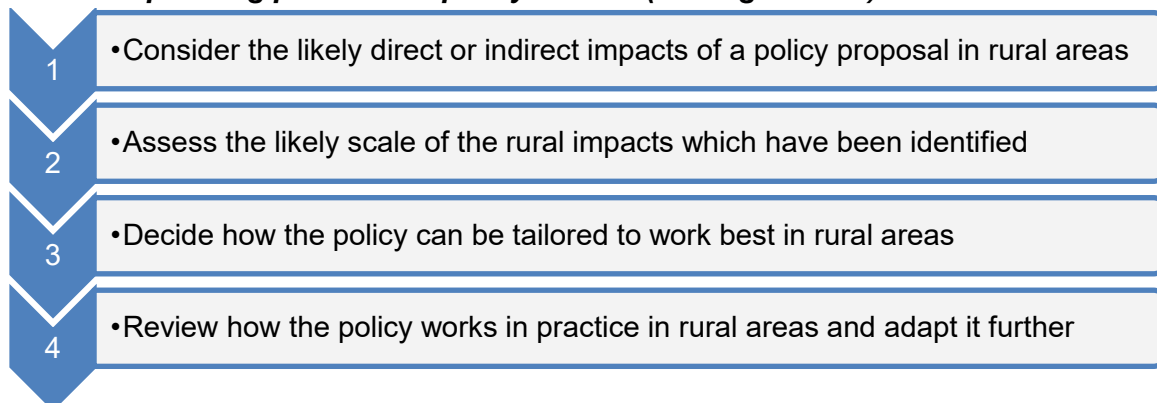 1
•Consider the likely direct or indirect impacts of a policy proposal in rural areas
2
•Assess the likely scale of the rural impacts which have been identified
3
•Decide how the policy can be tailored to work best in rural areas
4
•Review how the policy works in practice in rural areas and adapt it further